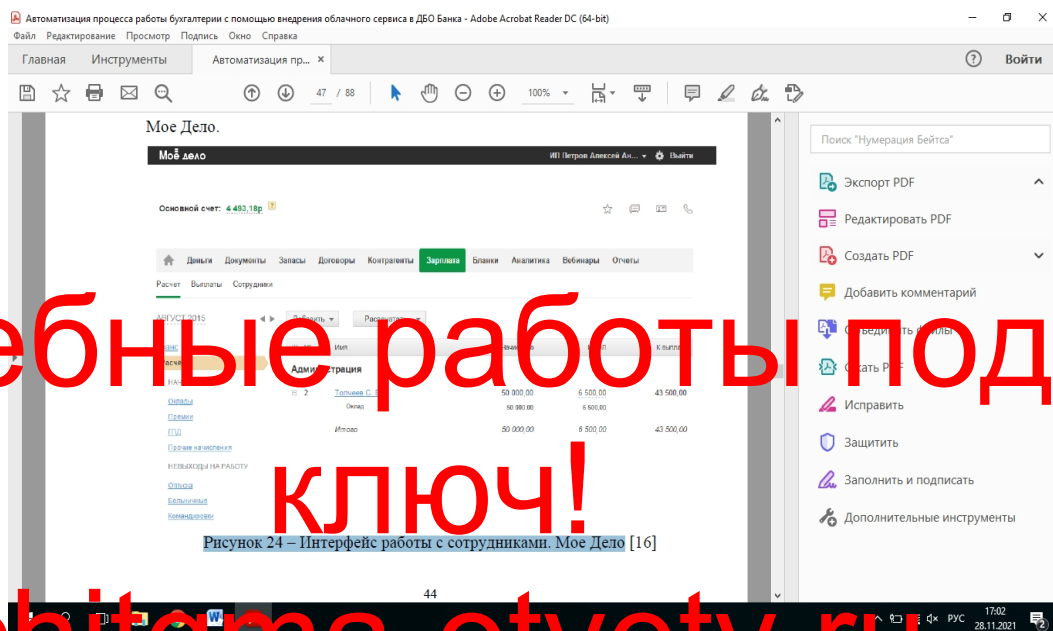 Автоматизация процесса работы бухгалтерии с помощью внедрения облачного сервиса в ДБО Банка - Adobe Acrobat Reader DC (64-bit)
Файл Редактирование Просмотр Подпись Окно Справка
Главная Инструменты Автоматизация пр... × Войти
47 / 88 100%
Мое Дело.
Моё дело ИП Петров Алексей Ан... Выйти
Основной счет: 4 493,18р
Деньги Документы Запасы Договоры Контрагенты Зарплата Бланки Аналитика Вебинары Отчеты
Расчет Выплаты Сотрудники
АВГУСТ 2015
Имя
Администрация
2 50 000,00 6 500,00 43 500,00
Оклад 50 000,00 6 500,00
Итого 50 000,00 6 500,00 43 500,00
Оклады
Премии
ГПД
Прочие начисления
НЕВЫХОДЫ НА РАБОТУ
Отпуска
Больничные
Командировки
Рисунок 24 – Интерфейс работы с сотрудниками. Мое Дело [16]
44
Поиск "Нумерация Бейтса"
Экспорт PDF
Редактировать PDF
Создать PDF
Добавить комментарий
Исправить
Защитить
Заполнить и подписать
Дополнительные инструменты
ебные работы под
ключ!
РУС 17:02
28.11.2021